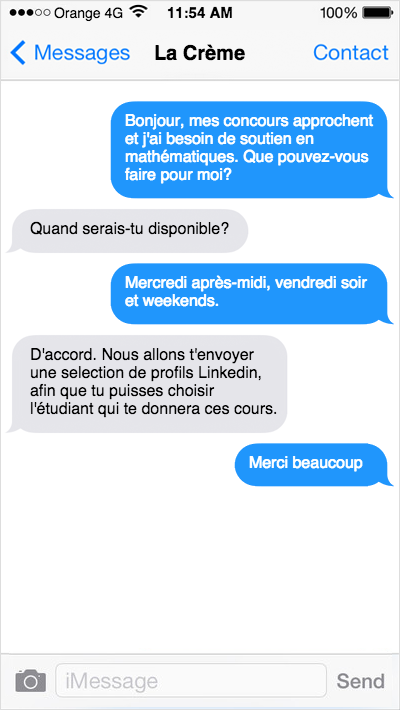 Orange 4G 11:54 AM 100%
Messages La Crème Contact
Bonjour, mes concours approchent
et j'ai besoin de soutien en
mathématiques. Que pouvez-vous
faire pour moi?
Quand serais-tu disponible?
Mercredi après-midi, vendredi soir
et weekends.
D'accord. Nous allons t'envoyer
une selection de profils Linkedin,
afin que tu puisses choisir
l'étudiant qui te donnera ces cours.
Merci beaucoup
iMessage Send